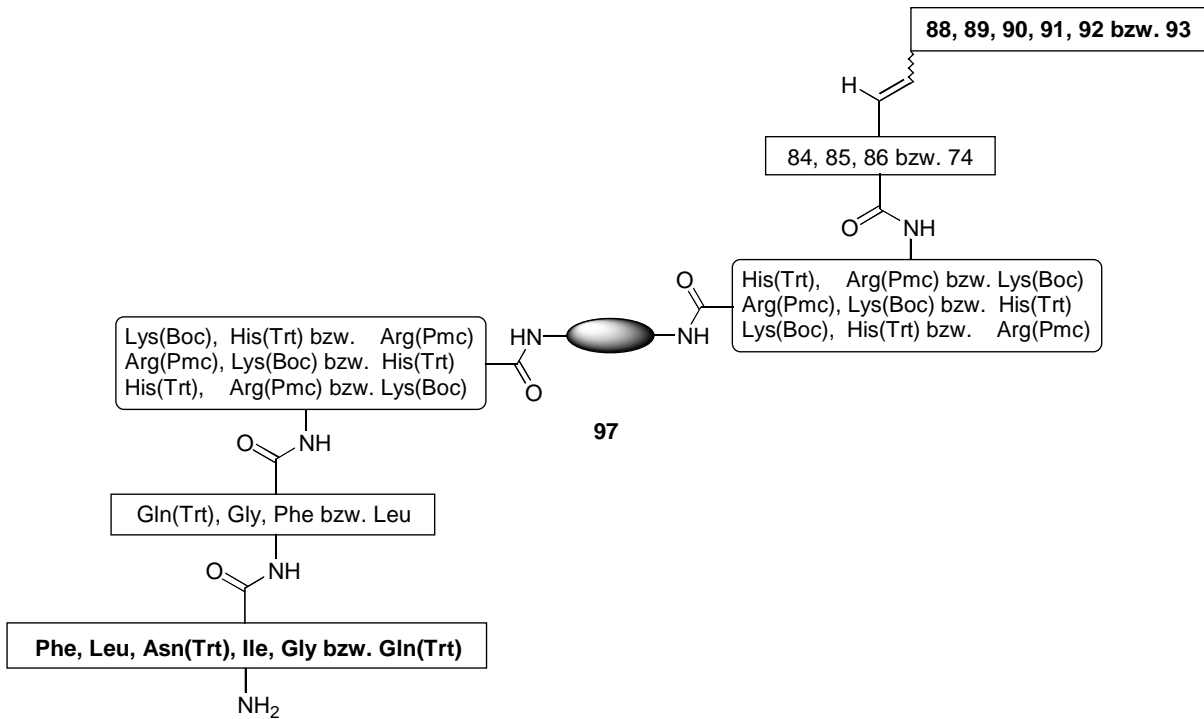 88, 89, 90, 91, 92 bzw. 93
H
84, 85, 86 bzw. 74
O
NH
O
NH
His(Trt), Arg(Pmc) bzw. Lys(Boc)
Arg(Pmc), Lys(Boc) bzw. His(Trt)
Lys(Boc), His(Trt) bzw. Arg(Pmc)
HN
O
Lys(Boc), His(Trt) bzw. Arg(Pmc)
Arg(Pmc), Lys(Boc) bzw. His(Trt)
His(Trt), Arg(Pmc) bzw. Lys(Boc)
97
O
NH
Gln(Trt), Gly, Phe bzw. Leu
O
NH
Phe, Leu, Asn(Trt), Ile, Gly bzw. Gln(Trt)
NH2